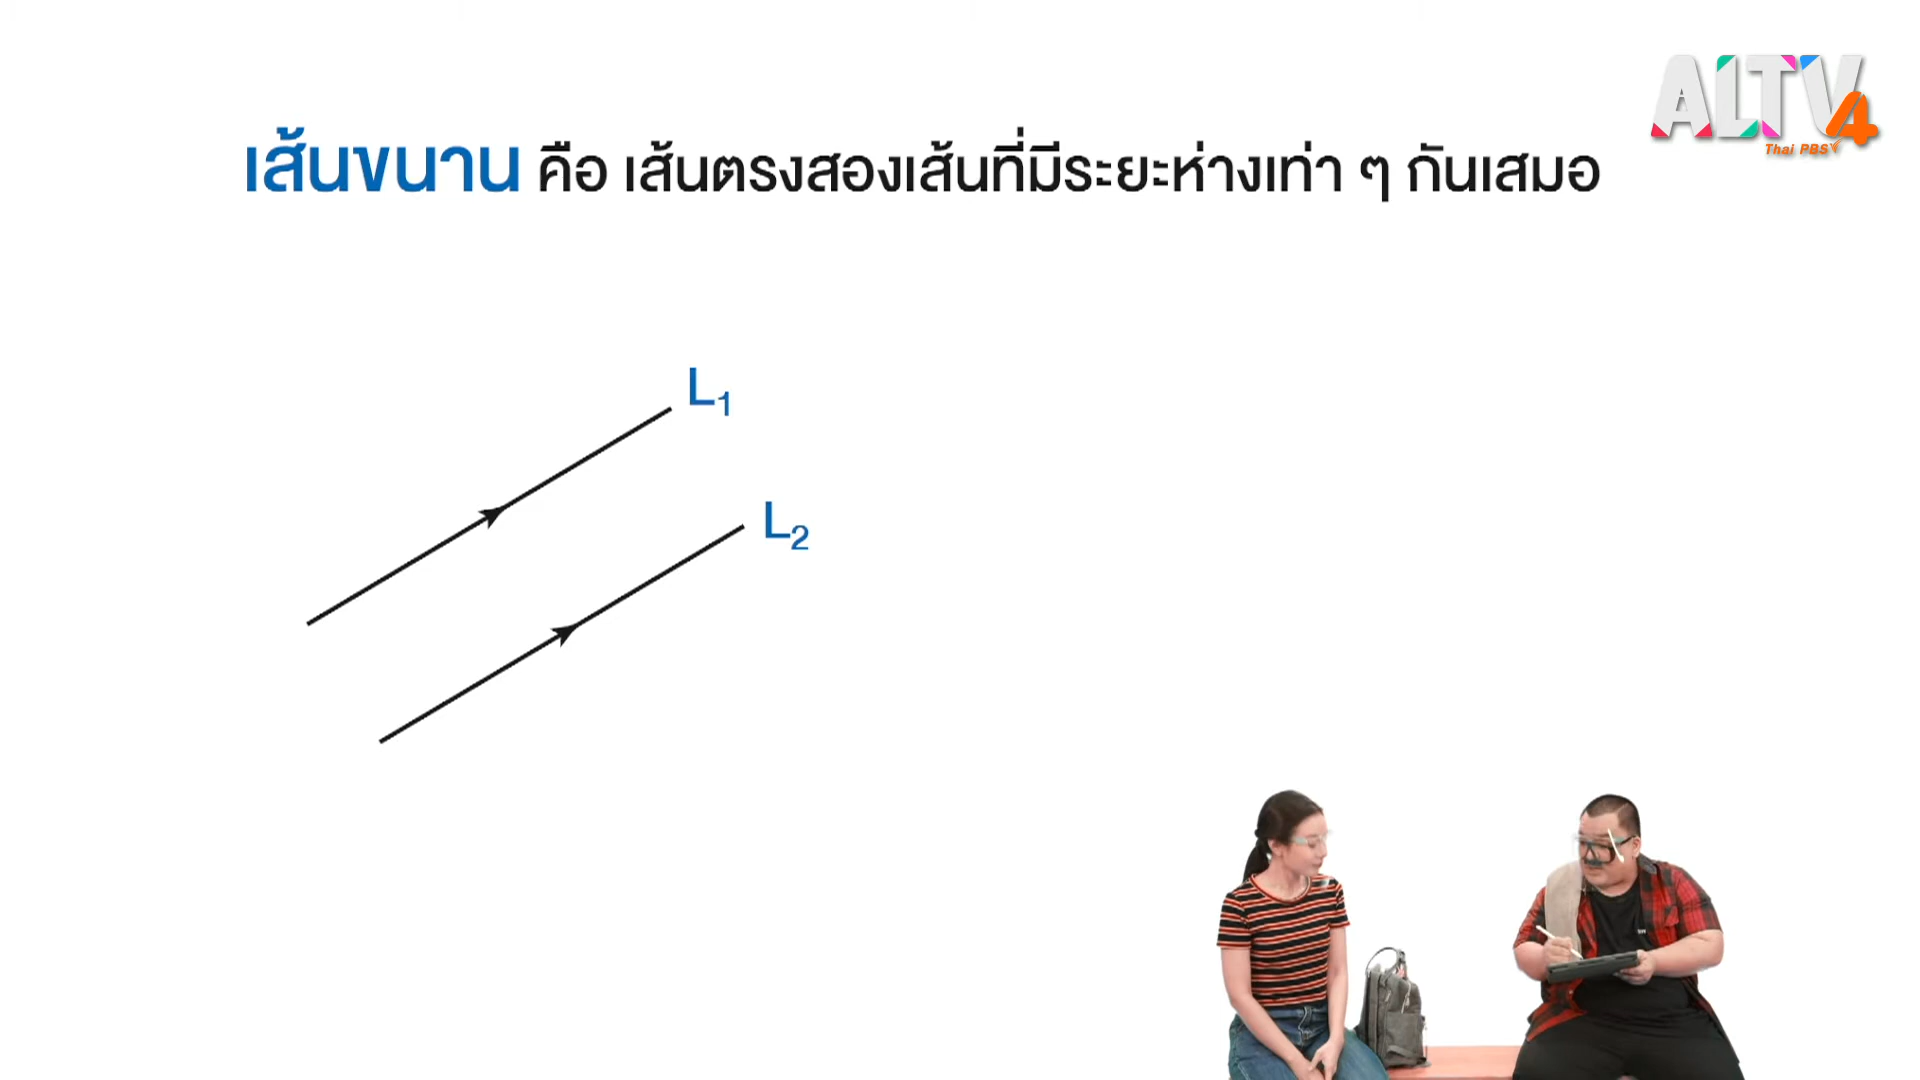 ALTV4
Thai PBS
เส้นขนาน คือ เส้นตรงสองเส้นที่มีระยะห่างเท่า ๆ กันเสมอ
L1
L2